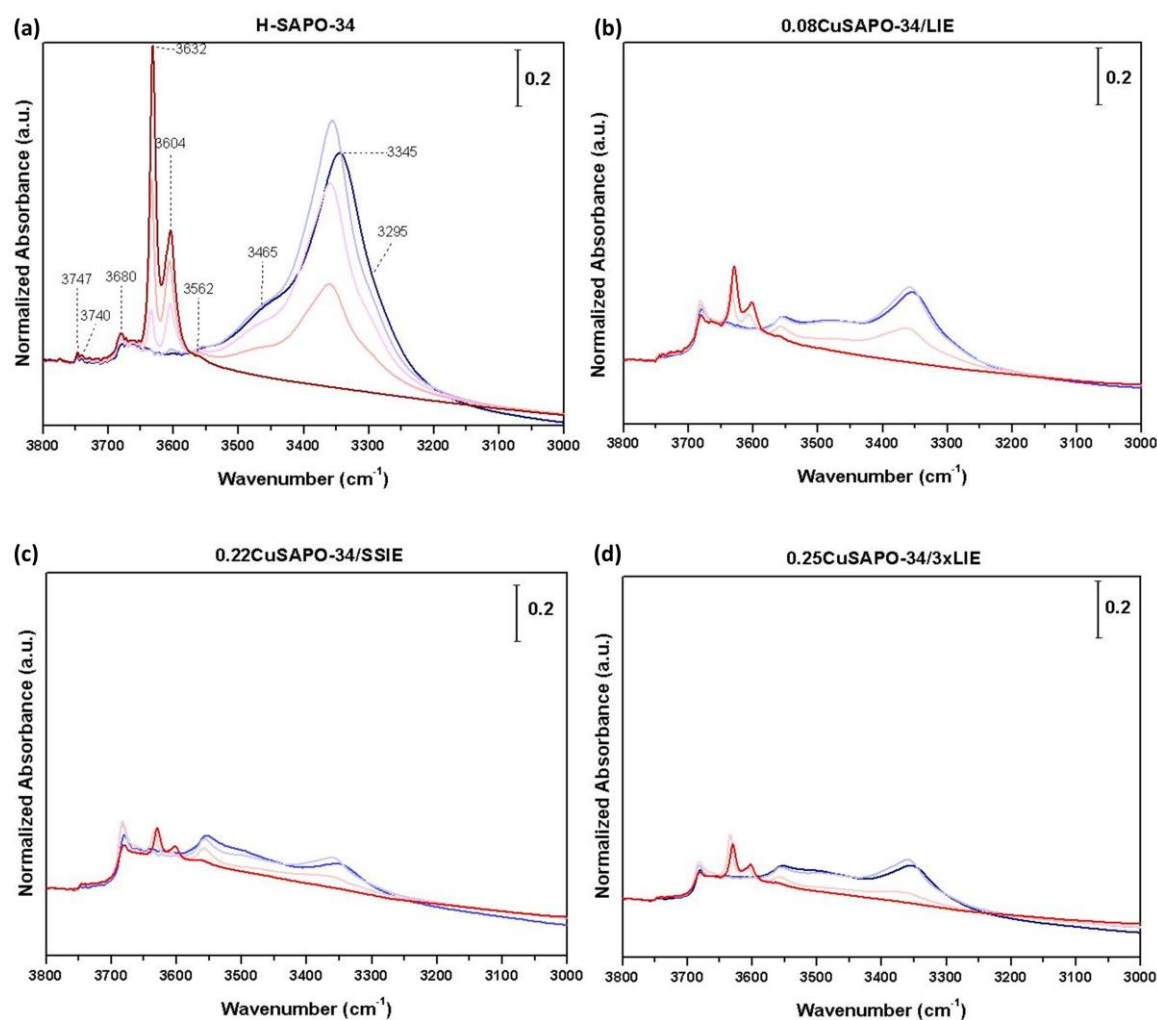 (a)
H-SAPO-34
3632
0.2
3604
3345
3465
3295
3747
3680
3562
3740
Normalized Absorbance (a.u.)
3800 3700 3600 3500 3400 3300 3200 3100 3000
Wavenumber (cm⁻¹)
(b)
0.08CuSAPO-34/LIE
0.2
Normalized Absorbance (a.u.)
3800 3700 3600 3500 3400 3300 3200 3100 3000
Wavenumber (cm⁻¹)
(c)
0.22CuSAPO-34/SSIE
0.2
Normalized Absorbance (a.u.)
3800 3700 3600 3500 3400 3300 3200 3100 3000
Wavenumber (cm⁻¹)
(d)
0.25CuSAPO-34/3xLIE
0.2
Normalized Absorbance (a.u.)
3800 3700 3600 3500 3400 3300 3200 3100 3000
Wavenumber (cm⁻¹)